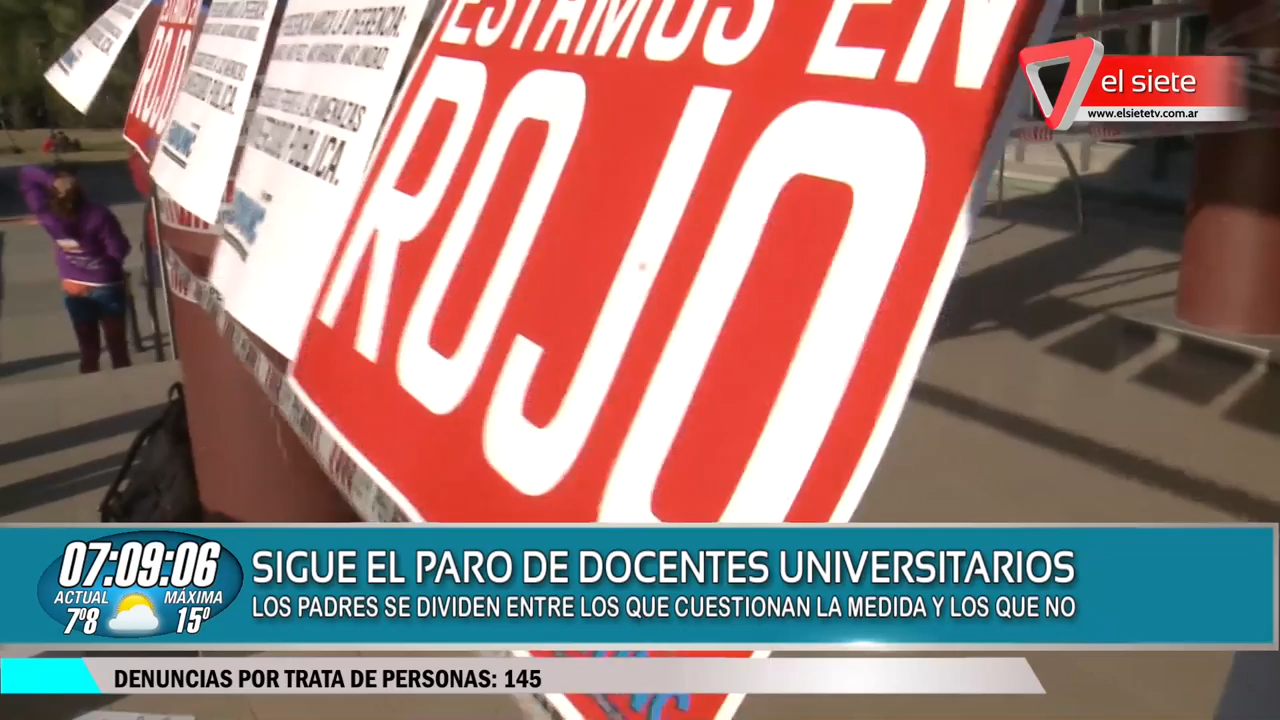 ESTAMOS EN
ROJO
ROJO
el siete
www.elsietetv.com.ar
07:09:06
ACTUAL
7º8
MÁXIMA
15º
SIGUE EL PARO DE DOCENTES UNIVERSITARIOS
LOS PADRES SE DIVIDEN ENTRE LOS QUE CUESTIONAN LA MEDIDA Y LOS QUE NO
DENUNCIAS POR TRATA DE PERSONAS: 145